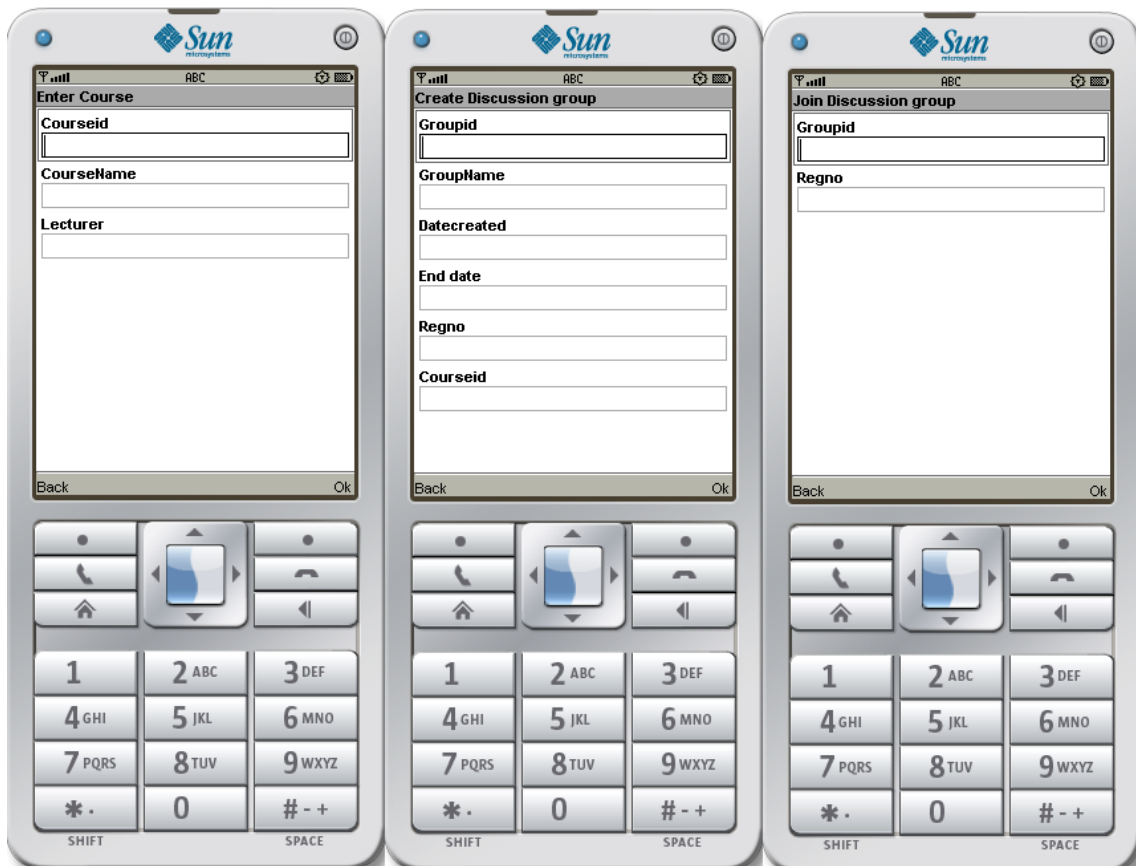 Sun
microsystems
ABC
Enter Course
Courseid
CourseName
Lecturer
Back
Ok
1
2 ABC
3 DEF
4 GHI
5 JKL
6 MNO
7 PQRS
8 TUV
9 WXYZ
* .
0
# - +
SHIFT
SPACE
Sun
microsystems
ABC
Create Discussion group
Groupid
GroupName
Datecreated
End date
Regno
Courseid
Back
Ok
1
2 ABC
3 DEF
4 GHI
5 JKL
6 MNO
7 PQRS
8 TUV
9 WXYZ
* .
0
# - +
SHIFT
SPACE
Sun
microsystems
ABC
Join Discussion group
Groupid
Regno
Back
Ok
1
2 ABC
3 DEF
4 GHI
5 JKL
6 MNO
7 PQRS
8 TUV
9 WXYZ
* .
0
# - +
SHIFT
SPACE